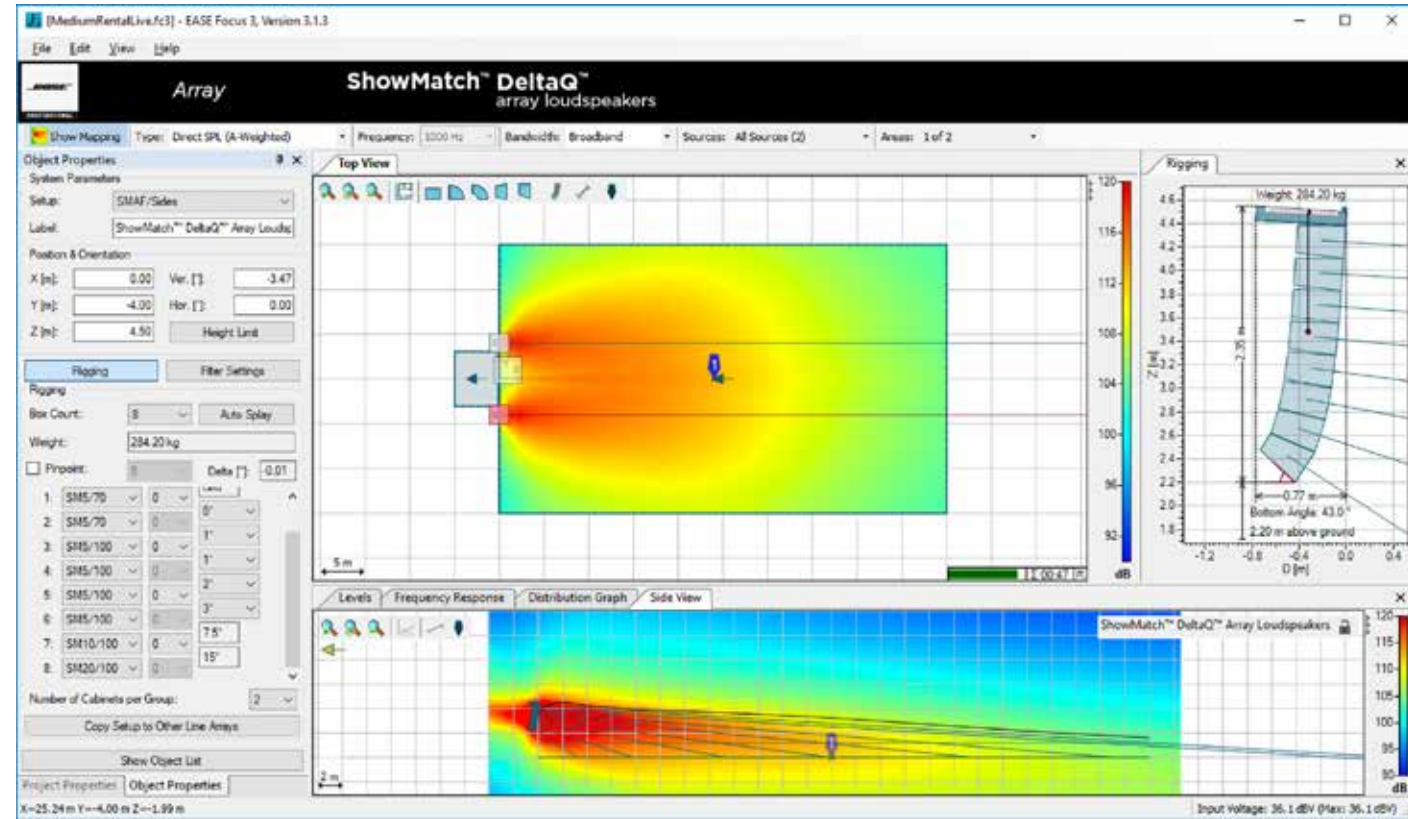 [MediumRentalLive.fc3] - EASE Focus 3, Version 3.1.3
File Edit View Help
BOSE
PROFESSIONAL
Array
ShowMatch™ DeltaQ™
array loudspeakers
Show Mapping Type: Direct SPL (A-Weighted) Frequency: 1000 Hz Bandwidth: Broadband Sources: All Sources (2) Areas: 1 of 2
Object Properties
System Parameters
Setup: SMAF/Sides
Label: ShowMatch™ DeltaQ™ Array Loudsp
Position & Orientation
X [m]: 0.00 Ver. [°]: -3.47
Y [m]: -4.00 Hor. [°]: 0.00
Z [m]: 4.50 Height Limit
Rigging Filter Settings
Rigging
Box Count: 8 Auto Splay
Weight: 284.20 kg
Pinpoint: 8 Delta [°]: -0.01
1: SM5/70 0
0°
2: SM5/70 0
1°
3: SM5/100 0
1°
4: SM5/100 0
2°
5: SM5/100 0
3°
6: SM5/100 0
7.5°
7: SM10/100 0
15°
8: SM20/100 0
Number of Cabinets per Group: 2
Copy Setup to Other Line Arrays
Show Object List
Project Properties Object Properties
Top View
5 m
120
116
112
108
104
100
96
92
dB
Rigging
Weight: 284.20 kg
4.6
4.4
4.2
4.0
3.8
3.6
3.4
3.2
3.0
2.8
2.6
2.4
2.2
2.0
1.8
Z [m]
2.35 m
0.77 m
Bottom Angle: 43.0°
2.20 m above ground
-1.2 -0.8 -0.4 0.0 0.4
D [m]
Levels Frequency Response Distribution Graph Side View
ShowMatch™ DeltaQ™ Array Loudspeakers
2 m
120
115
110
105
100
95
90
dB
X=25.24 m Y=-4.00 m Z=-1.99 m
Input Voltage: 36.1 dBV (Max: 36.1 dBV)